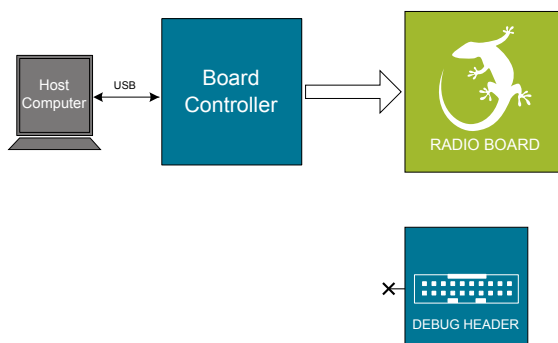 Host
Computer
USB
Board
Controller
RADIO BOARD
DEBUG HEADER